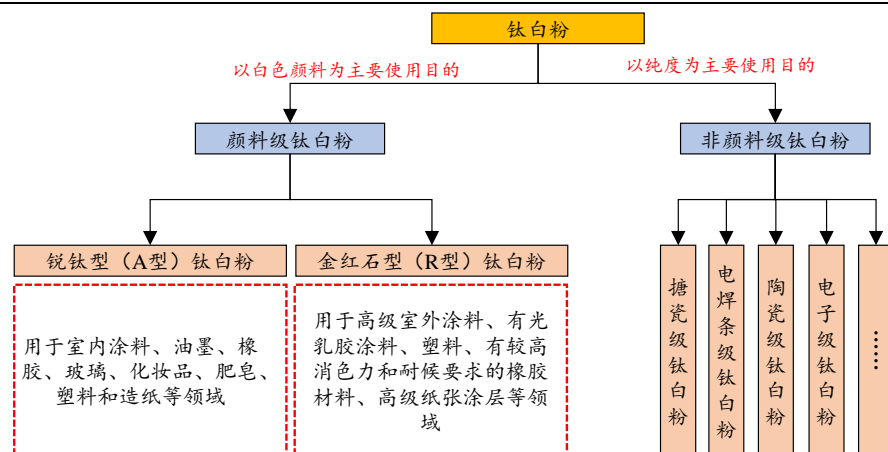 钛白粉
以白色颜料为主要使用目的
以纯度为主要使用目的
颜料级钛白粉
非颜料级钛白粉
锐钛型（A型）钛白粉
金红石型（R型）钛白粉
用于室内涂料、油墨、橡
胶、玻璃、化妆品、肥皂、
塑料和造纸等领域
用于高级室外涂料、有光
乳胶涂料、塑料、有较高
消色力和耐候要求的橡胶
材料、高级纸张涂层等领
域
搪瓷级钛白粉
电焊条级钛白粉
陶瓷级钛白粉
电子级钛白粉
……